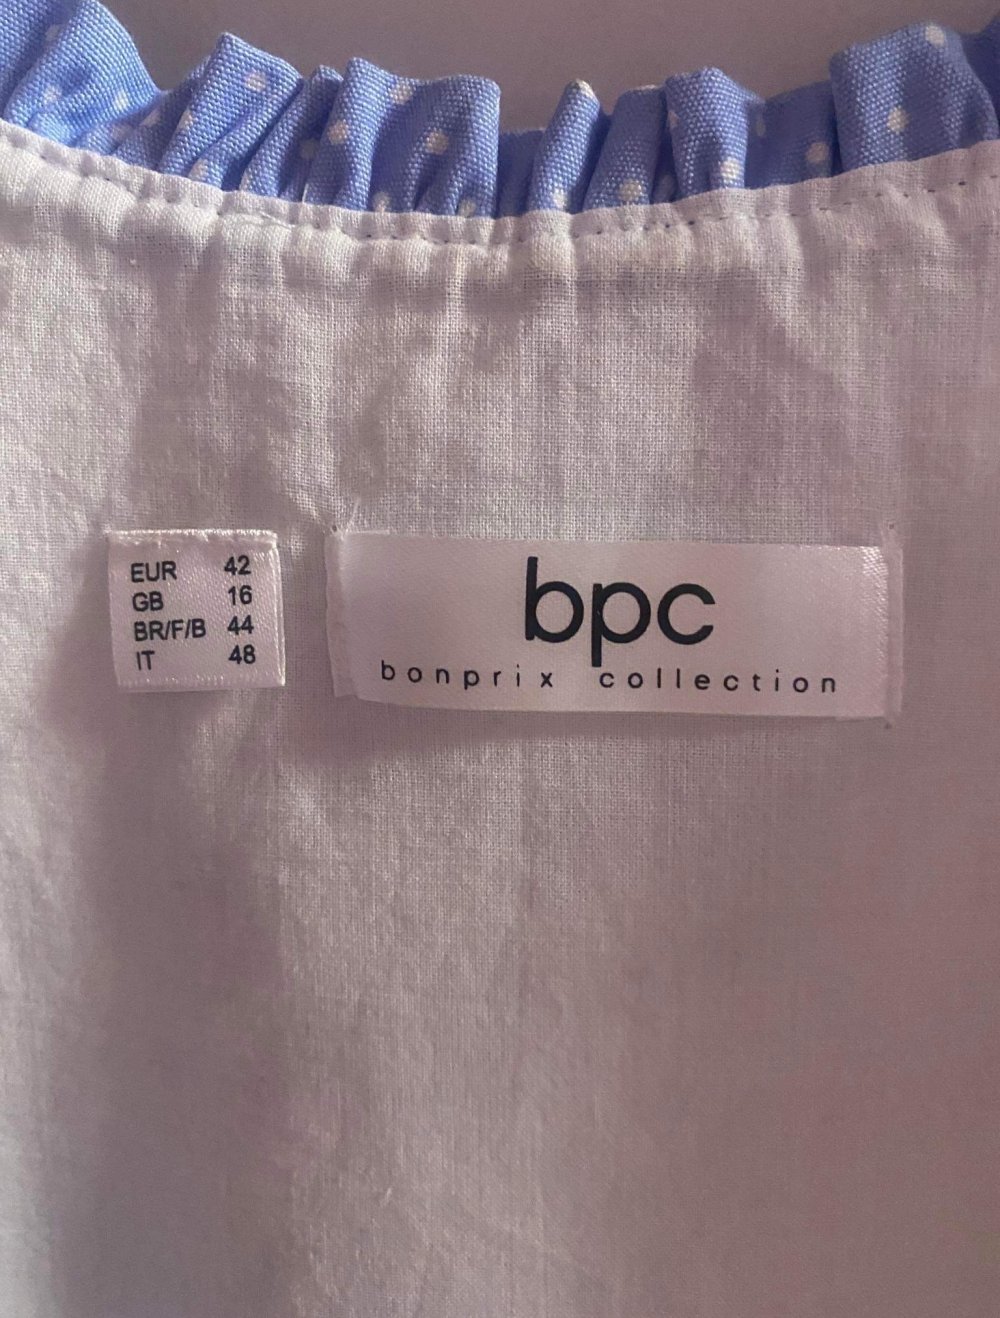 EUR 42
GB 16
BR/F/B 44
IT 48
bpc
bonprix collection